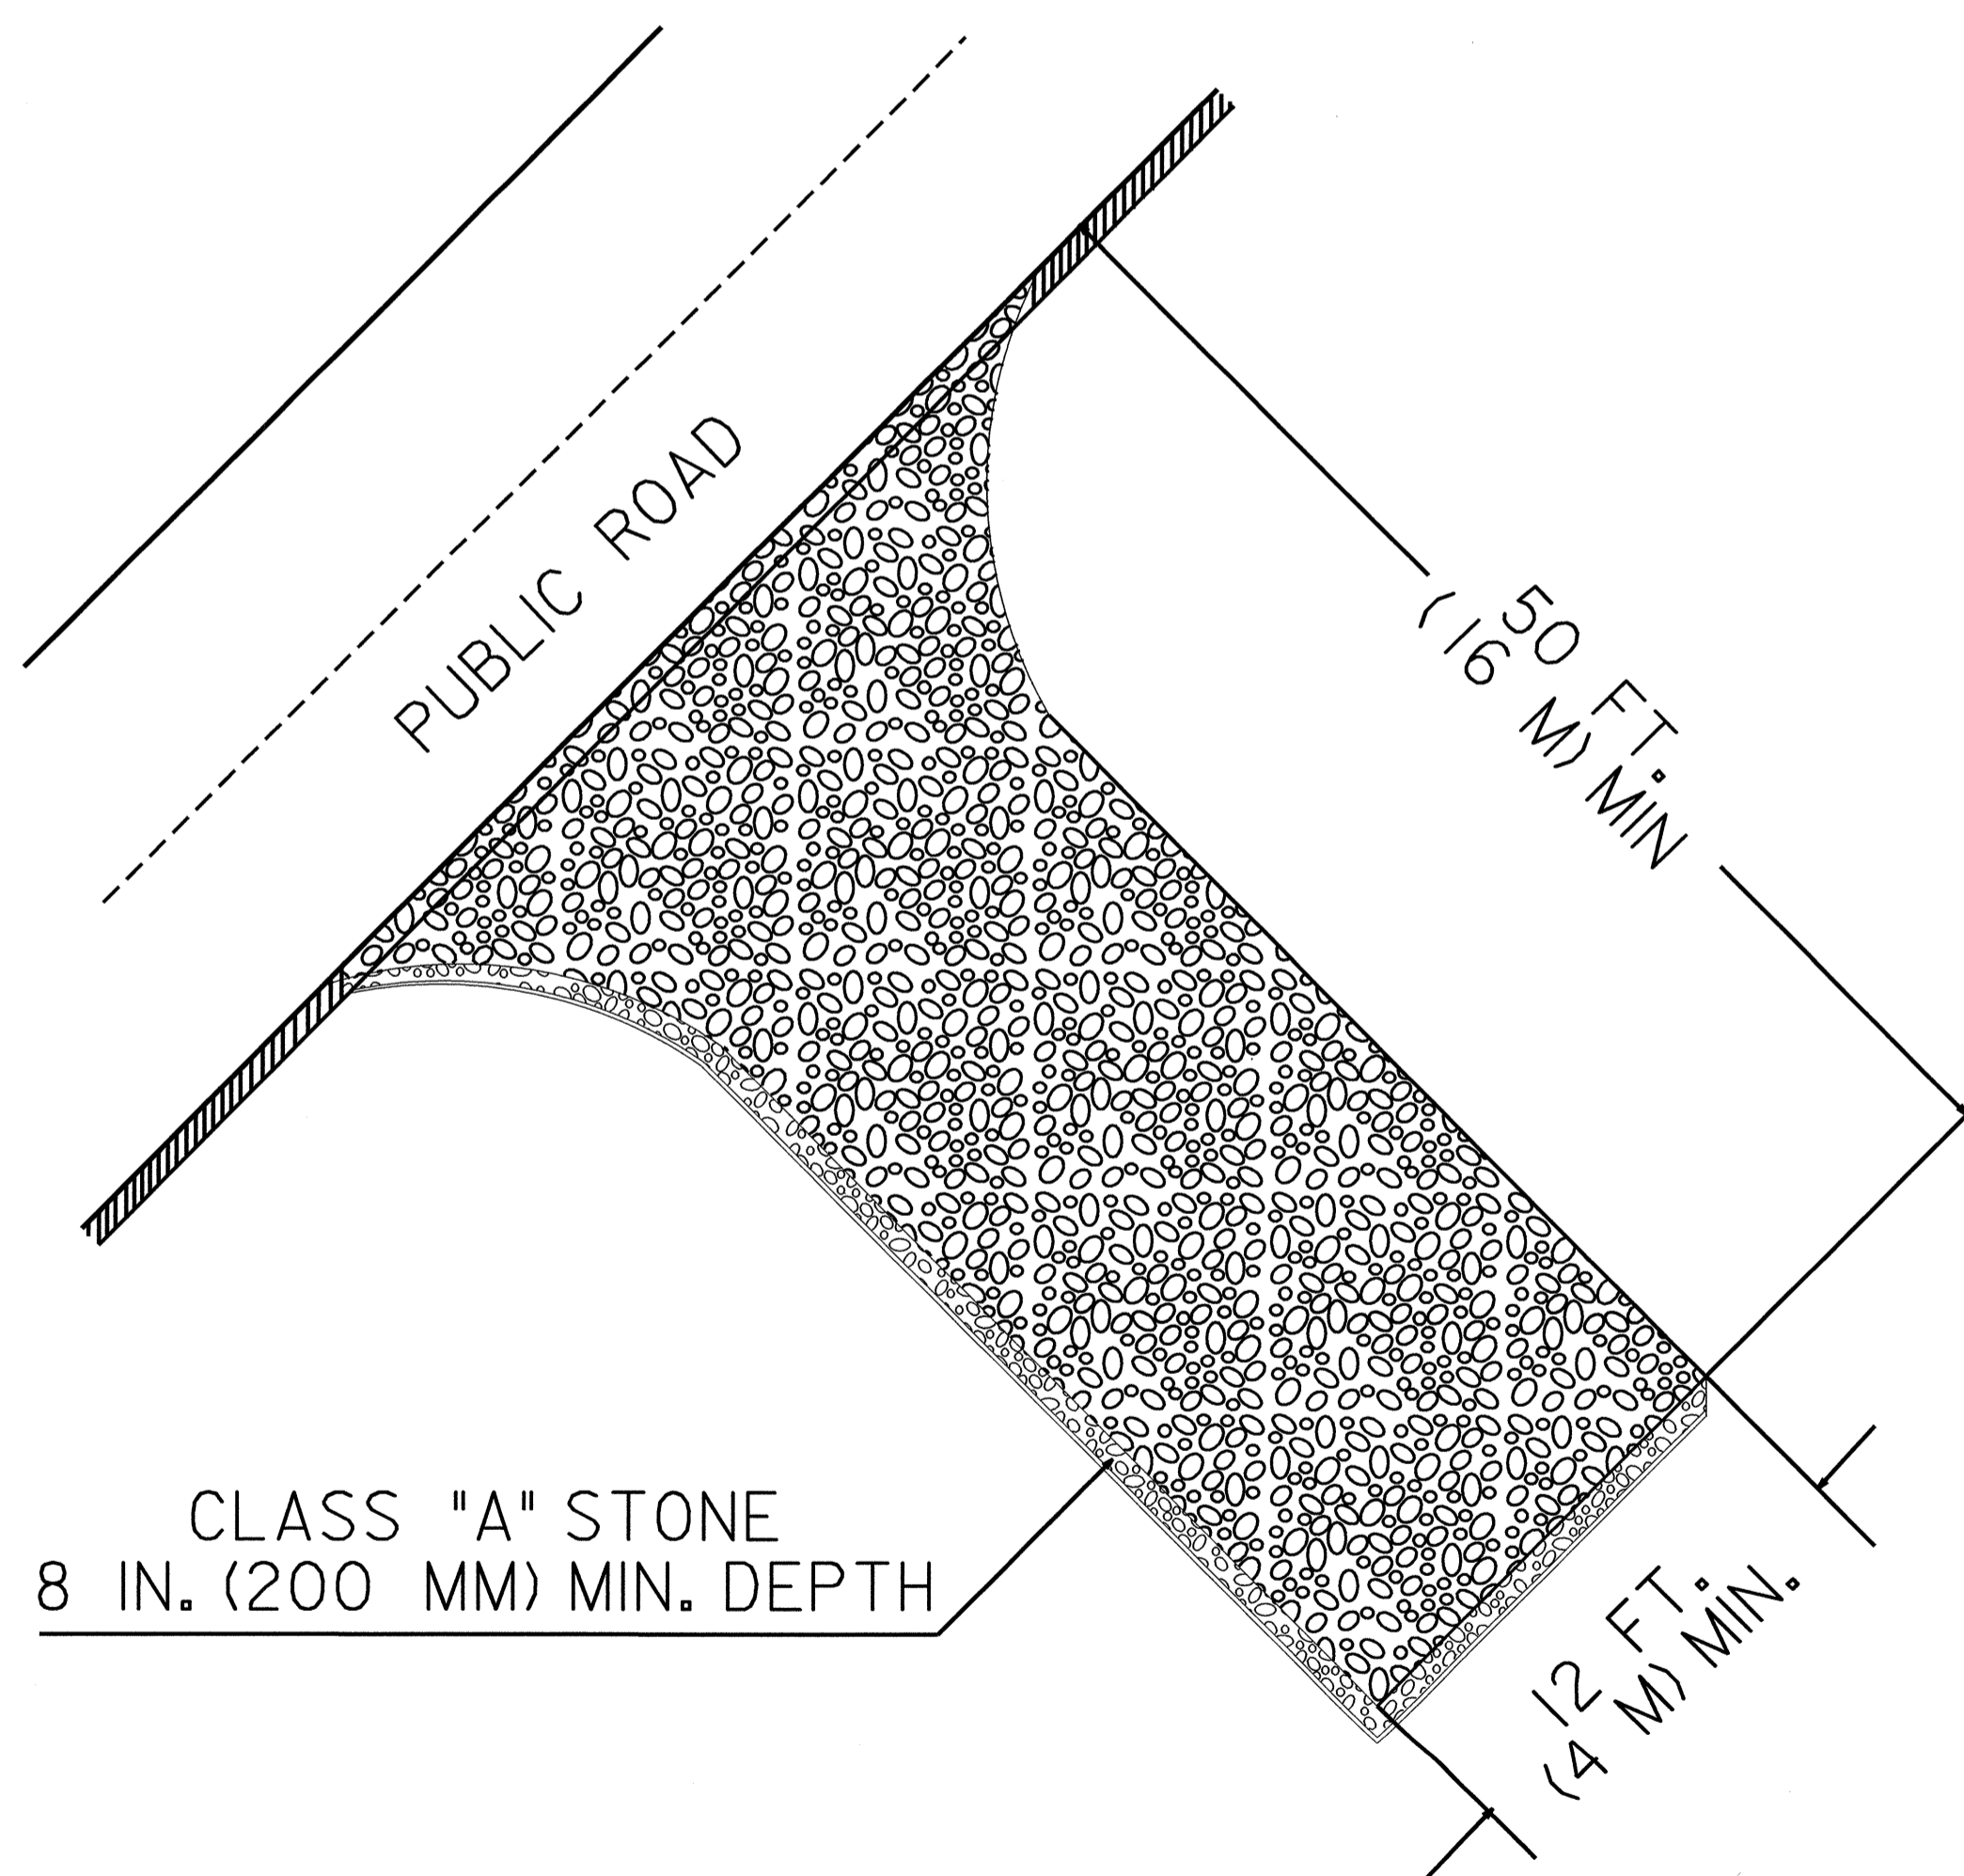 PUBLIC ROAD
50 FT.
(16 M) MIN
CLASS "A" STONE
8 IN. (200 MM) MIN. DEPTH
12 FT.
(4 M) MIN.